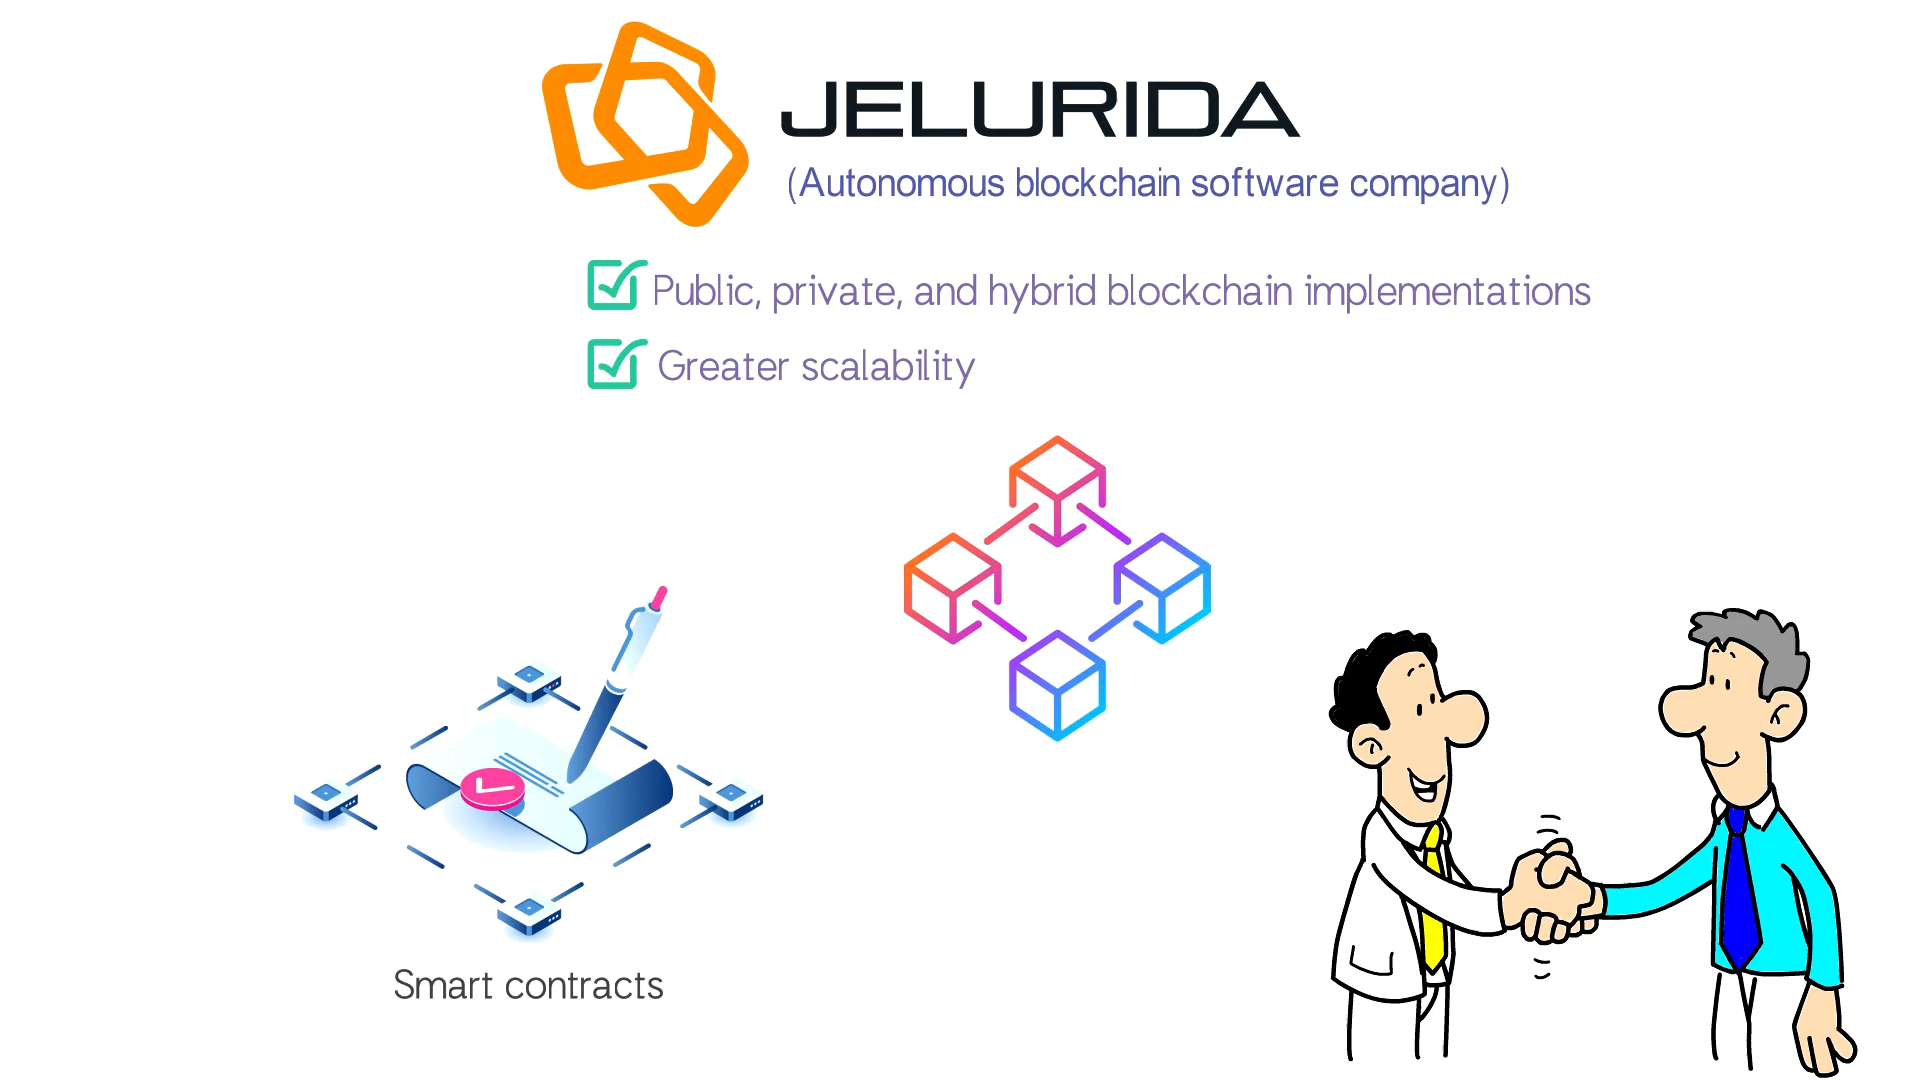 JELURIDA
(Autonomous blockchain software company)
Public, private, and hybrid blockchain implementations
Greater scalability
Smart contracts